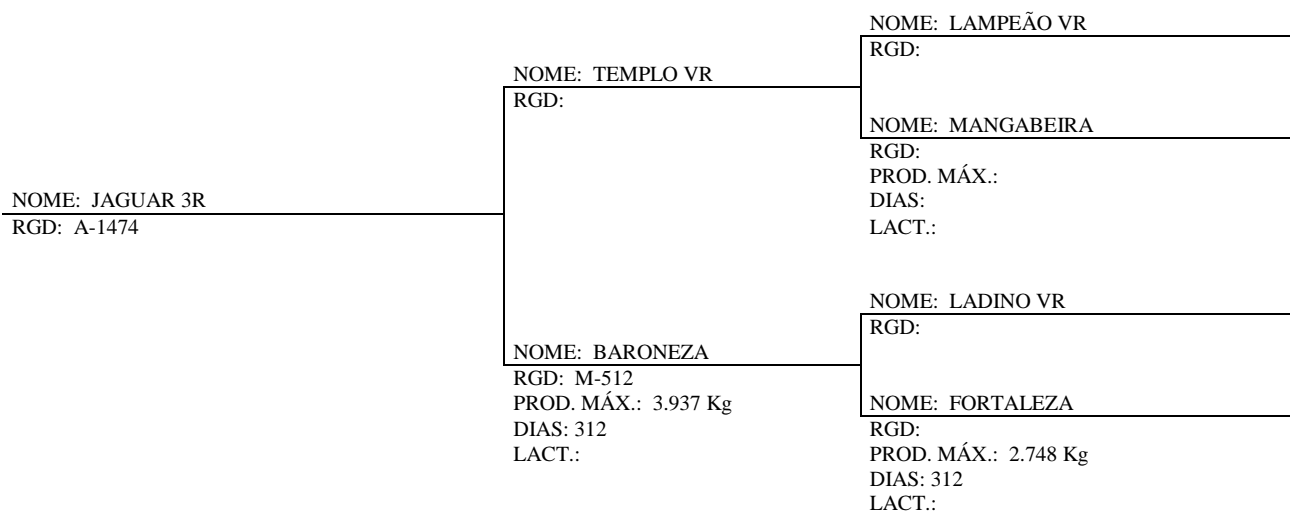 NOME: LAMPEÃO VR
RGD:
NOME: TEMPLO VR
RGD:
NOME: MANGABEIRA
RGD:
PROD. MÁX.:
DIAS:
LACT.:
NOME: JAGUAR 3R
RGD: A-1474
NOME: LADINO VR
RGD:
NOME: BARONEZA
RGD: M-512
PROD. MÁX.: 3.937 Kg
DIAS: 312
LACT.:
NOME: FORTALEZA
RGD:
PROD. MÁX.: 2.748 Kg
DIAS: 312
LACT.: